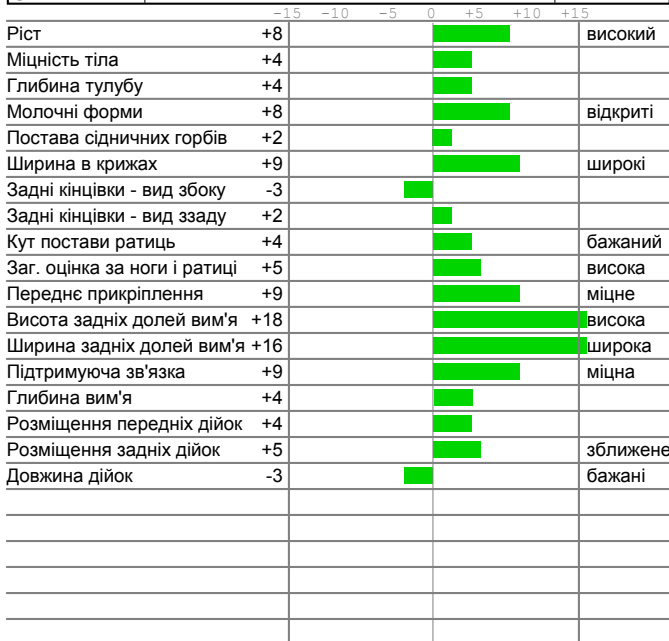 -15 -10 -5 0 +5 +10 +15
Ріст +8 високий
Міцність тіла +4
Глибина тулубу +4
Молочні форми +8 відкриті
Постава сідничних горбів +2
Ширина в крижах +9 широкі
Задні кінцівки - вид збоку -3
Задні кінцівки - вид ззаду +2
Кут постави ратиць +4 бажаний
Заг. оцінка за ноги і ратиці +5 висока
Переднє прикріплення +9 міцне
Висота задніх долей вим'я +18 висока
Ширина задніх долей вим'я +16 широка
Підтримуюча зв'язка +9 міцна
Глибина вим'я +4
Розміщення передніх дійок +4
Розміщення задніх дійок +5 зближене
Довжина дійок -3 бажані